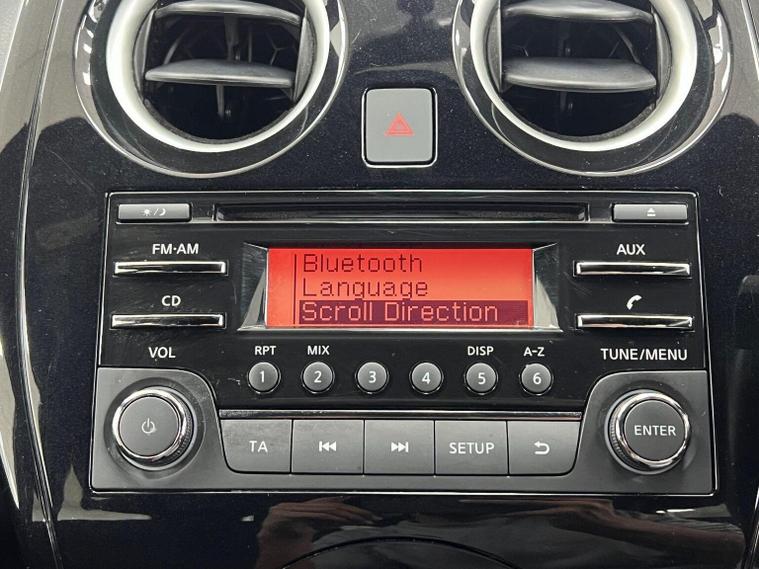 FM·AM
AUX
Bluetooth
Language
Scroll Direction
CD
VOL
RPT
MIX
DISP
A-Z
TUNE/MENU
1
2
3
4
5
6
TA
SETUP
ENTER